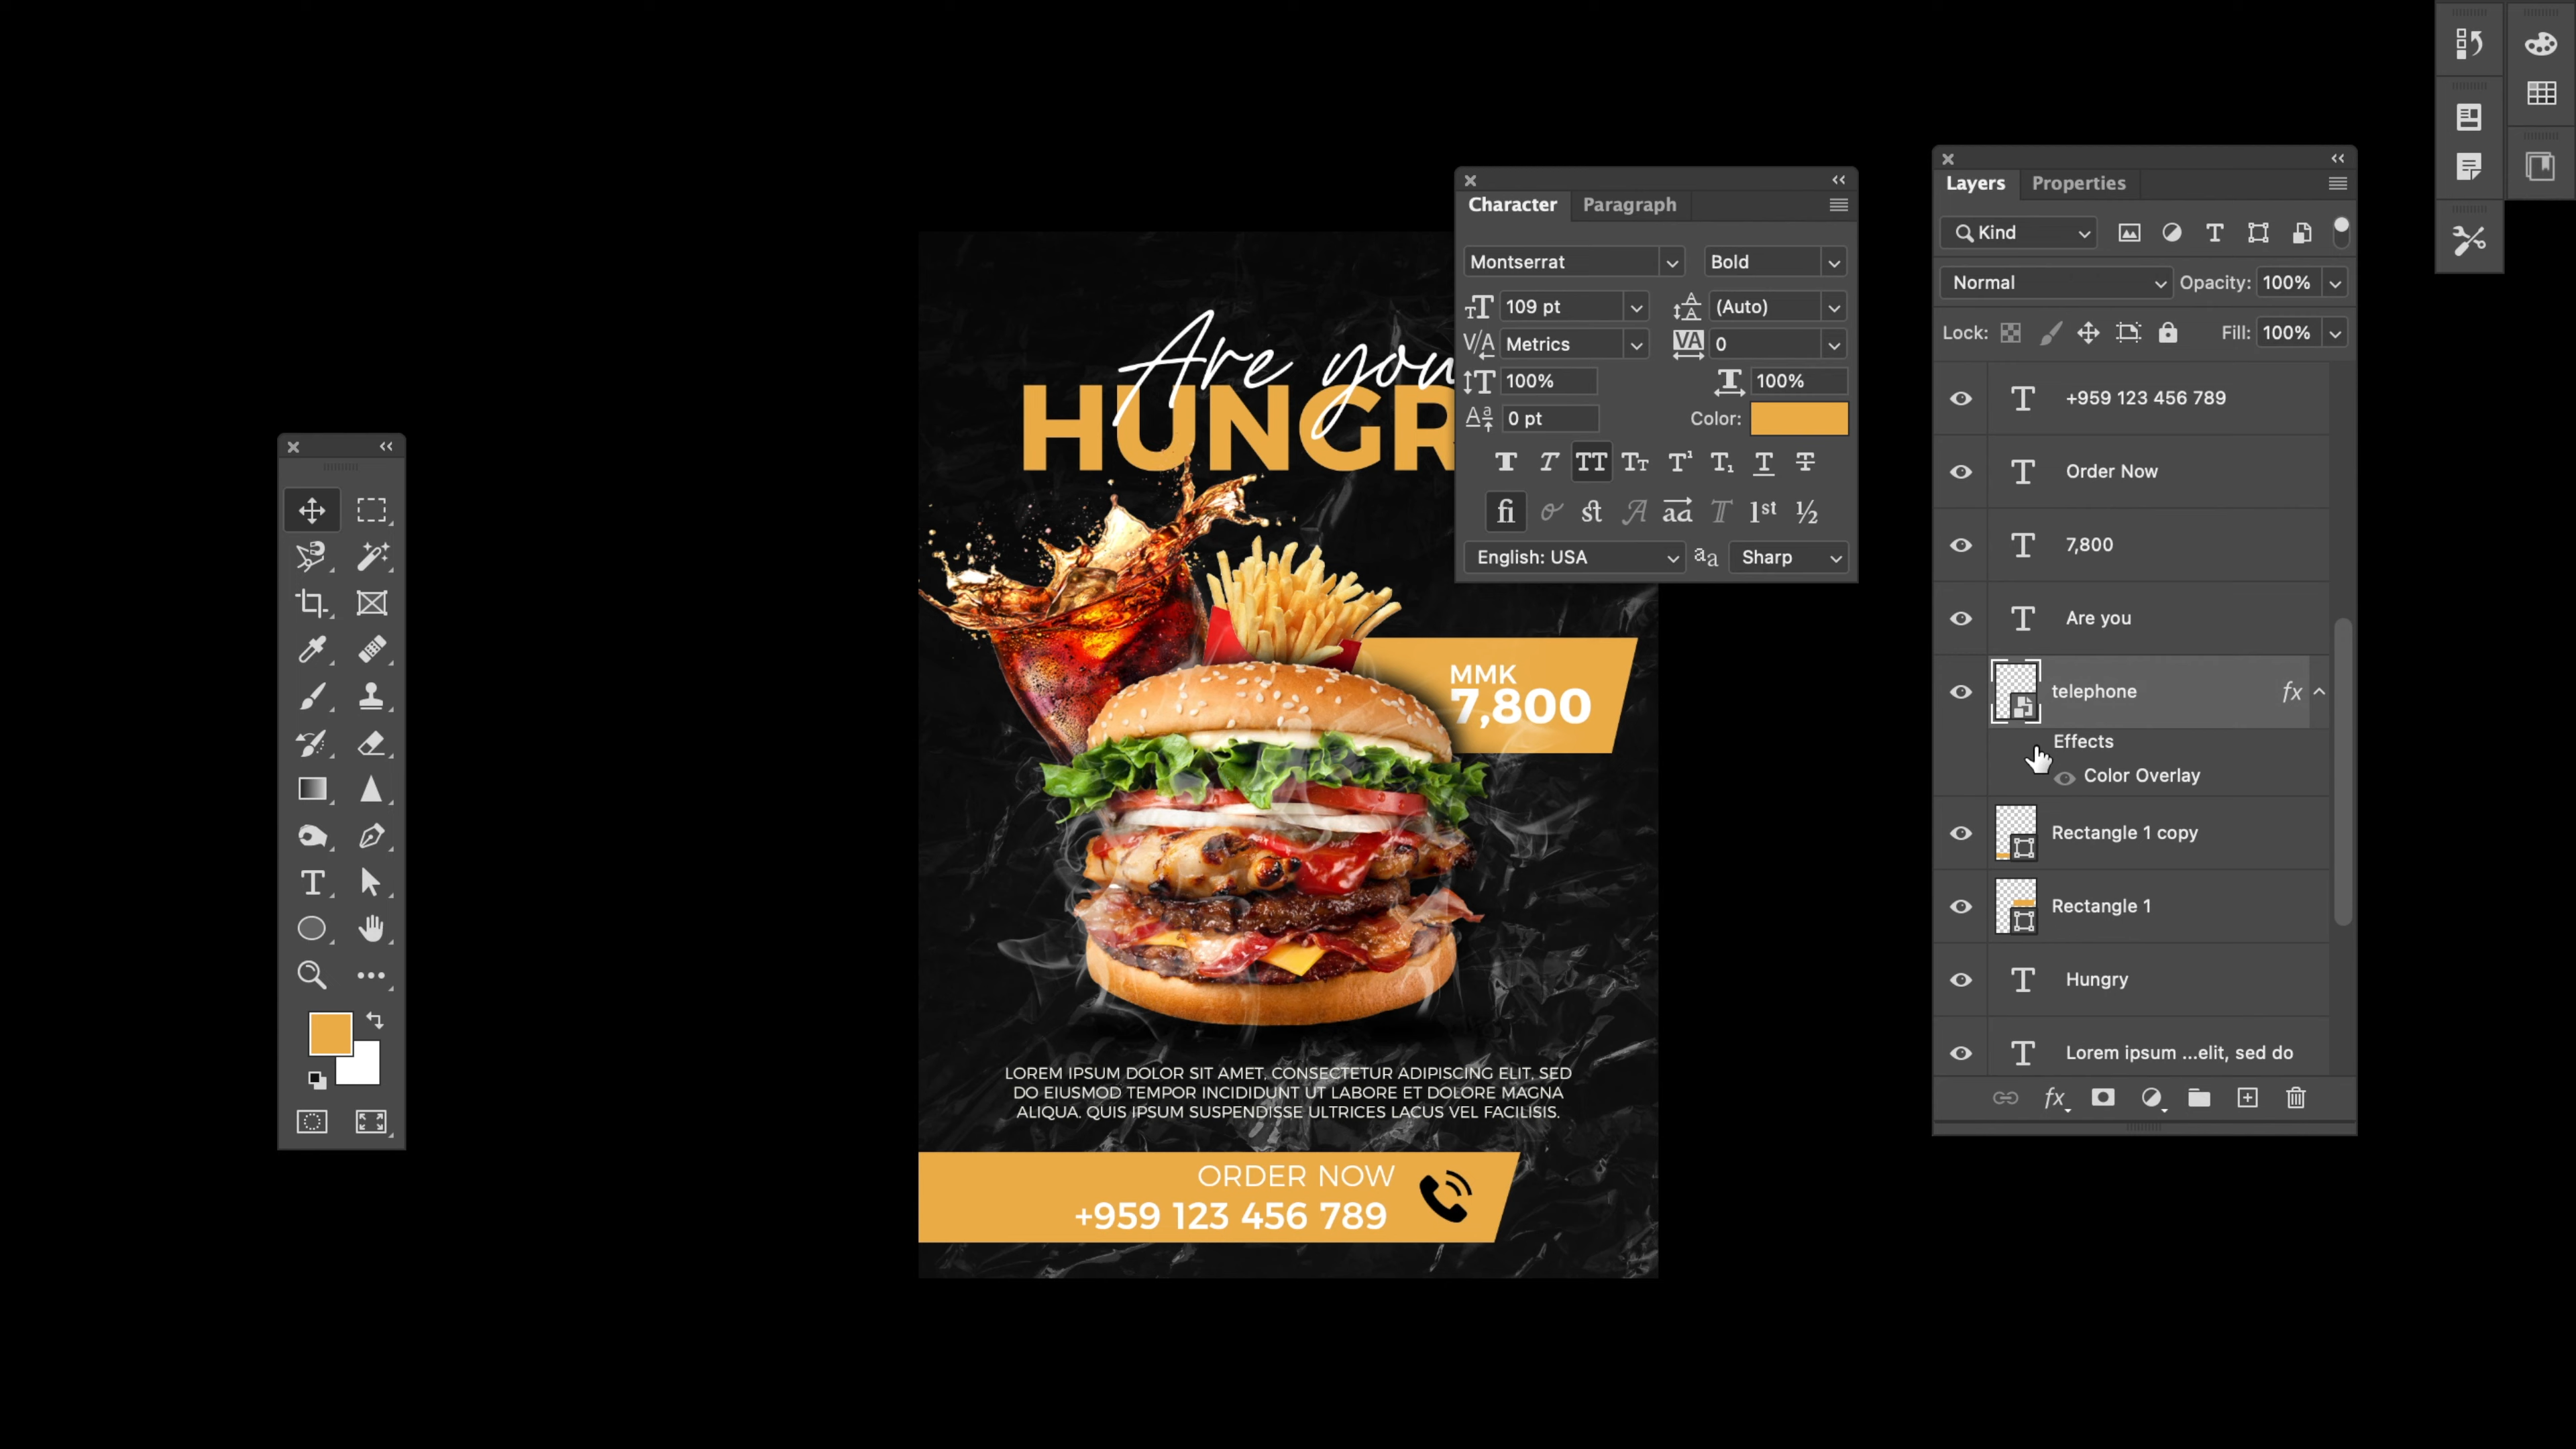 Are you
HUNGR
MMK
7,800
LOREM IPSUM DOLOR SIT AMET, CONSECTETUR ADIPISCING ELIT, SED
DO EIUSMOD TEMPOR INCIDIDUNT UT LABORE ET DOLORE MAGNA
ALIQUA. QUIS IPSUM SUSPENDISSE ULTRICES LACUS VEL FACILISIS.
ORDER NOW
+959 123 456 789
Character Paragraph
Montserrat Bold
109 pt (Auto)
Metrics 0
100% 100%
0 pt Color:
English: USA Sharp
Layers Properties
Kind
Normal Opacity: 100%
Lock: Fill: 100%
+959 123 456 789
Order Now
7,800
Are you
telephone fx
Effects
Color Overlay
Rectangle 1 copy
Rectangle 1
Hungry
Lorem ipsum ...elit, sed do
fx